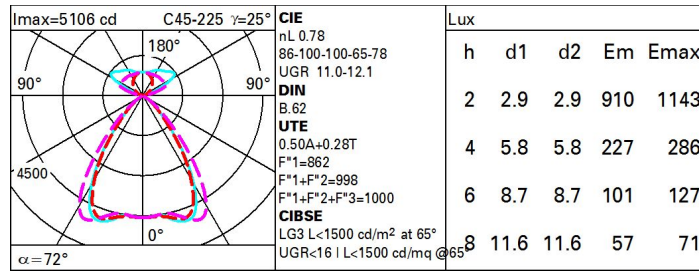 Imax=5106 cd C45-225 γ=25°
180°
90° 90°
4500
0°
α=72°
CIE
nL 0.78
86-100-100-65-78
UGR 11.0-12.1
DIN
B.62
UTE
0.50A+0.28T
F"1=862
F"1+F"2=998
F"1+F"2+F"3=1000
CIBSE
LG3 L<1500 cd/m² at 65°
UGR<16 | L<1500 cd/mq @65°
Lux
h d1 d2 Em Emax
2 2.9 2.9 910 1143
4 5.8 5.8 227 286
6 8.7 8.7 101 127
8 11.6 11.6 57 71